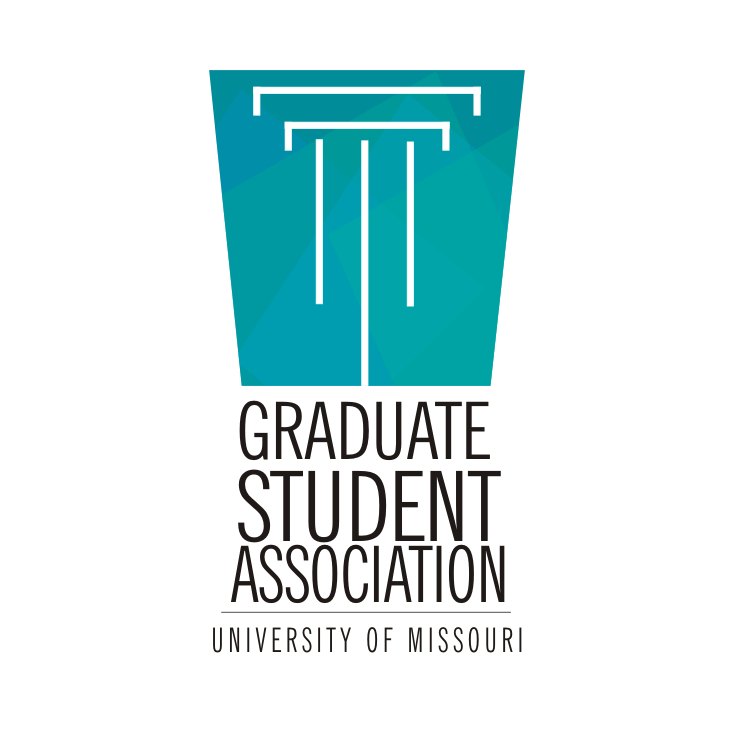 GRADUATE
STUDENT
ASSOCIATION
UNIVERSITY OF MISSOURI